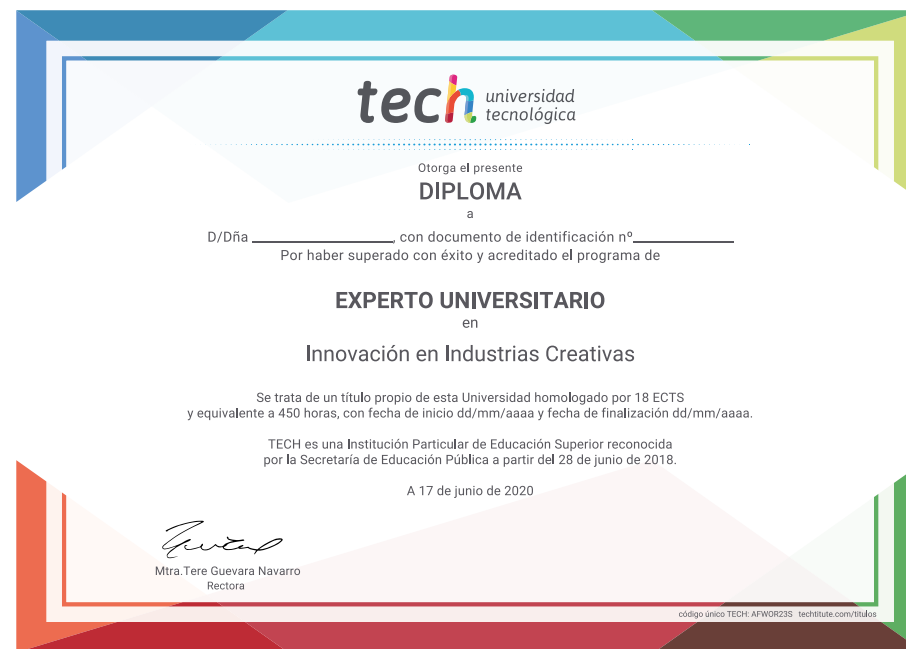 tech universidad
tecnológica
Otorga el presente
DIPLOMA
a
D/Dña ______________, con documento de identificación nº__________
Por haber superado con éxito y acreditado el programa de
EXPERTO UNIVERSITARIO
en
Innovación en Industrias Creativas
Se trata de un título propio de esta Universidad homologado por 18 ECTS
y equivalente a 450 horas, con fecha de inicio dd/mm/aaaa y fecha de finalización dd/mm/aaaa.
TECH es una Institución Particular de Educación Superior reconocida
por la Secretaría de Educación Pública a partir del 28 de junio de 2018.
A 17 de junio de 2020
Mtra.Tere Guevara Navarro
Rectora
código único TECH: AFWOR23S techtitute.com/titulos